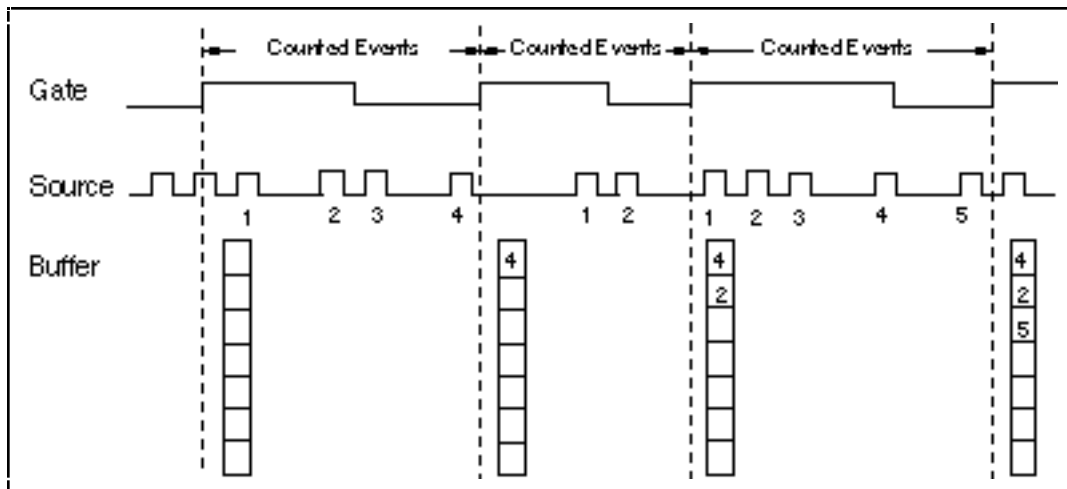 Counted Events Counted Events Counted Events
Gate
Source
1 2 3 4 1 2 1 2 3 4 5
Buffer
4 4 4
2 2
5